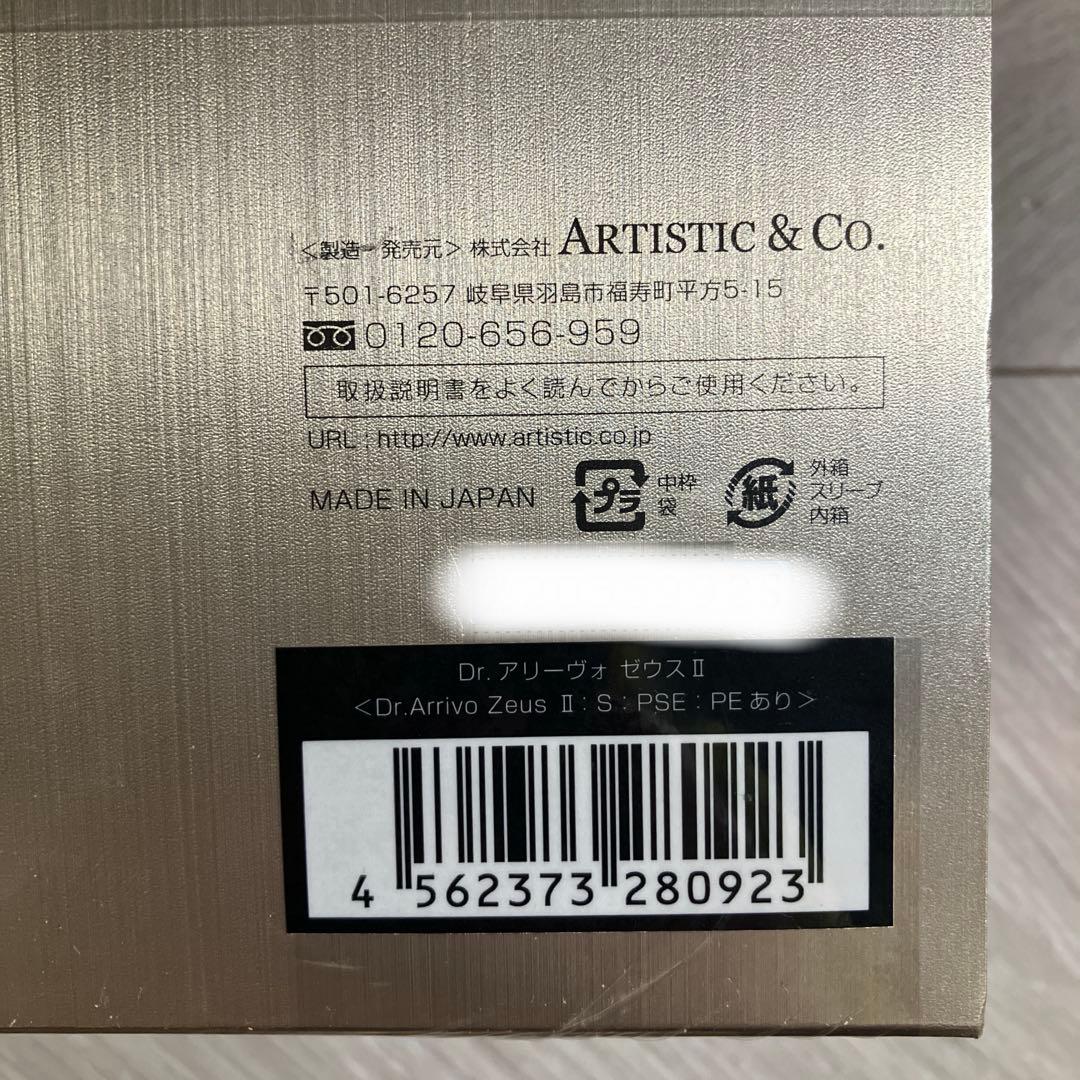 ＜製造ー発売元＞ 株式会社 ARTISTIC & CO.
〒501-6257 岐阜県羽島市福寿町平方5-15
0120-656-959
取扱説明書をよく読んでからご使用ください。
URL : http://www.artistic.co.jp
MADE IN JAPAN
プラ
中枠
袋
紙
外箱
スリーブ
内箱
Dr. アリーヴォ ゼウスⅡ
＜Dr.Arrivo Zeus Ⅱ：S：PSE：PEあり＞
4 562373 280923